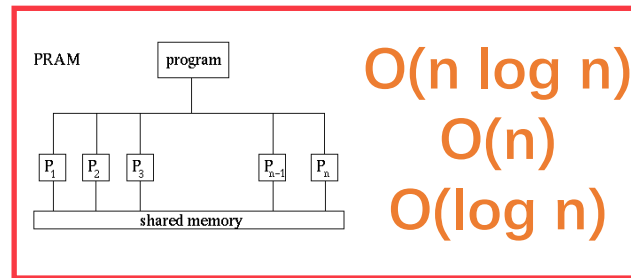 PRAM
program
P1 P2 P3 Pn-1 Pn
shared memory
O(n log n)
O(n)
O(log n)